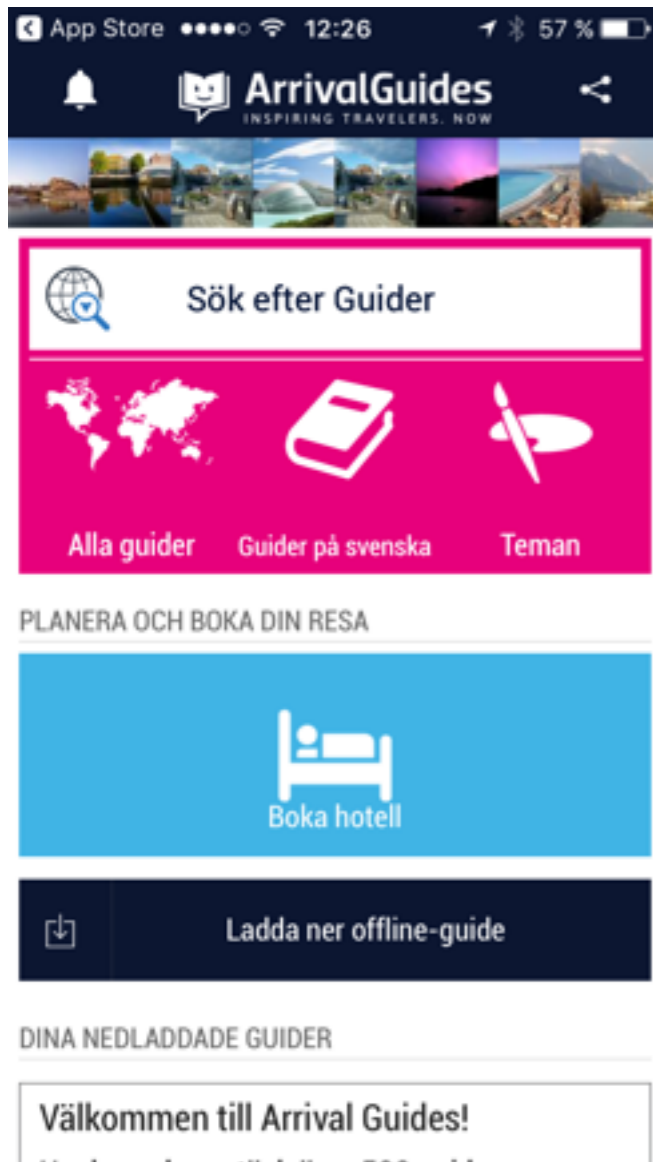 App Store 12:26 57 %
ArrivalGuides
INSPIRING TRAVELERS. NOW
Sök efter Guider
Alla guider Guider på svenska Teman
PLANERA OCH BOKA DIN RESA
Boka hotell
Ladda ner offline-guide
DINA NEDLADDADE GUIDER
Välkommen till Arrival Guides!